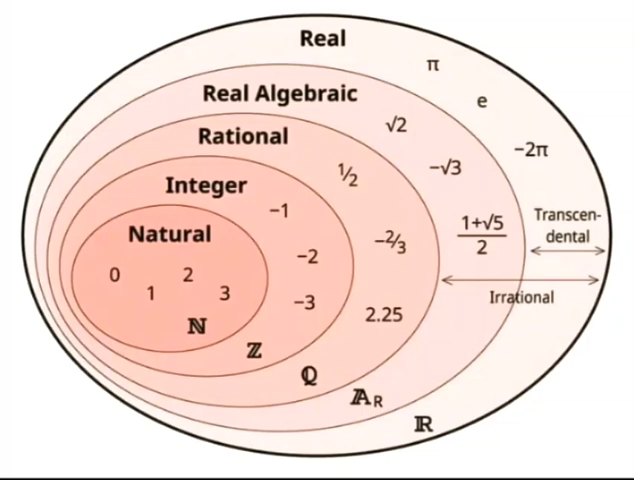 Real
π
Real Algebraic
e
√2
Rational
-2π
-√3
½
Integer
-1
Transcen-
dental
1+√5
2
Natural
-⅔
-2
0
2
1
3
-3
Irrational
2.25
ℕ
ℤ
ℚ
𝔸R
ℝ